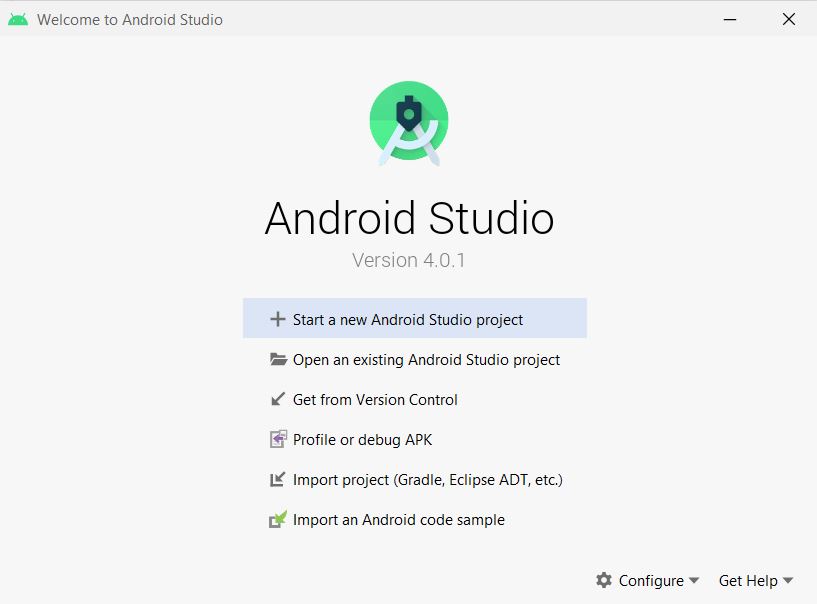 Welcome to Android Studio
Android Studio
Version 4.0.1
Start a new Android Studio project
Open an existing Android Studio project
Get from Version Control
Profile or debug APK
Import project (Gradle, Eclipse ADT, etc.)
Import an Android code sample
Configure Get Help